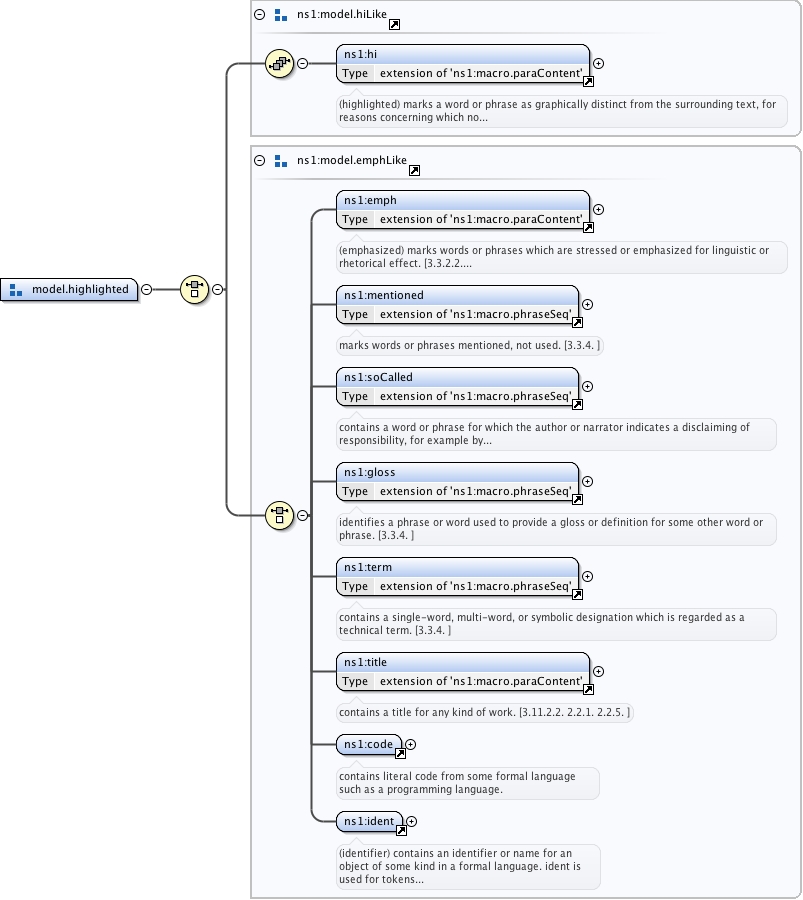 ns1:model.hiLike
ns1:hi
Type extension of 'ns1:macro.paraContent'
(highlighted) marks a word or phrase as graphically distinct from the surrounding text, for
reasons concerning which no...
ns1:model.emphLike
ns1:emph
Type extension of 'ns1:macro.paraContent'
(emphasized) marks words or phrases which are stressed or emphasized for linguistic or
rhetorical effect. [3.3.2.2....
model.highlighted
ns1:mentioned
Type extension of 'ns1:macro.phraseSeq'
marks words or phrases mentioned, not used. [3.3.4. ]
ns1:soCalled
Type extension of 'ns1:macro.phraseSeq'
contains a word or phrase for which the author or narrator indicates a disclaiming of
responsibility, for example by...
ns1:gloss
Type extension of 'ns1:macro.phraseSeq'
identifies a phrase or word used to provide a gloss or definition for some other word or
phrase. [3.3.4. ]
ns1:term
Type extension of 'ns1:macro.phraseSeq'
contains a single-word, multi-word, or symbolic designation which is regarded as a
technical term. [3.3.4. ]
ns1:title
Type extension of 'ns1:macro.paraContent'
contains a title for any kind of work. [3.11.2.2. 2.2.1. 2.2.5. ]
ns1:code
contains literal code from some formal language
such as a programming language.
ns1:ident
(identifier) contains an identifier or name for an
object of some kind in a formal language. ident is
used for tokens...